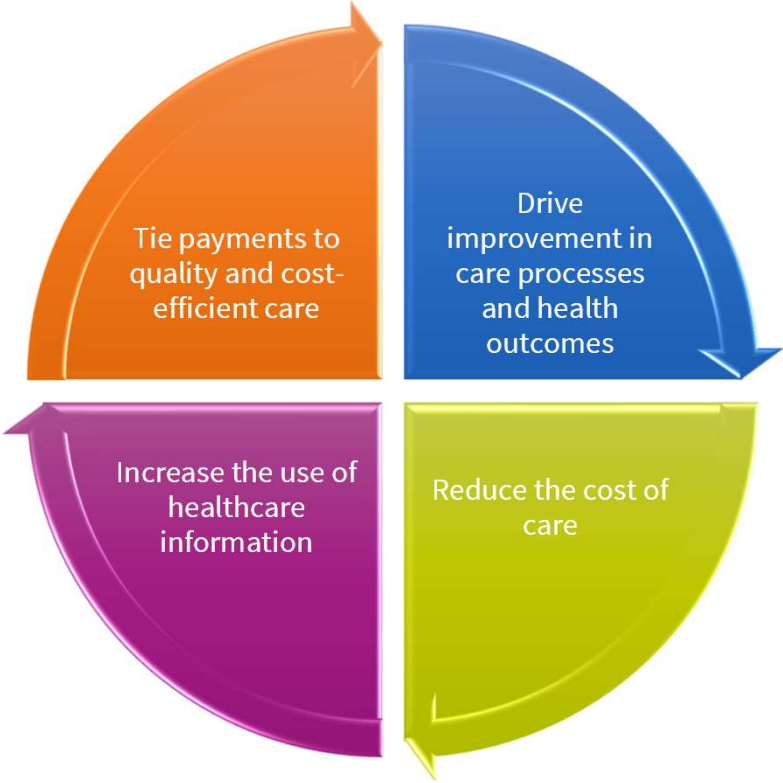 Tie payments to
quality and cost-
efficient care
Drive
improvement in
care processes
and health
outcomes
Increase the use of
healthcare
information
Reduce the cost of
care